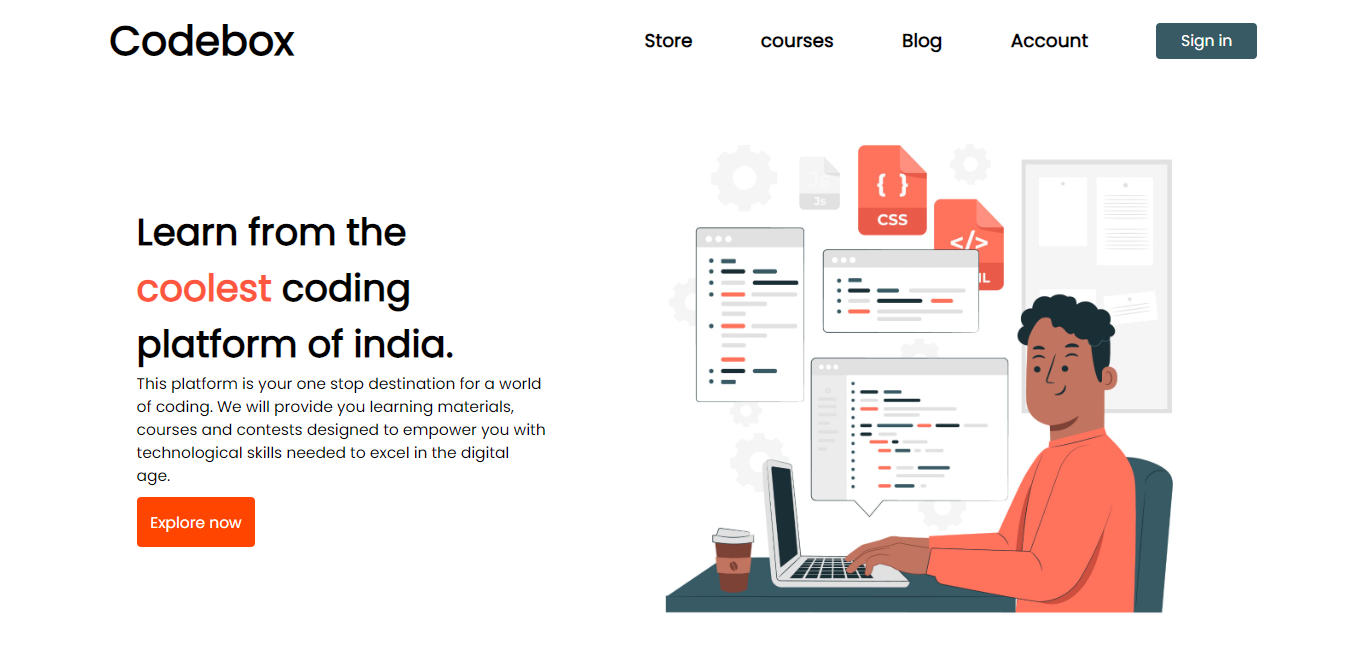 Codebox
Store
courses
Blog
Account
Sign in
Learn from the
coolest coding
platform of india.
This platform is your one stop destination for a world
of coding. We will provide you learning materials,
courses and contests designed to empower you with
technological skills needed to excel in the digital
age.
Explore now
Js
Js
{ }
CSS
</>
ML